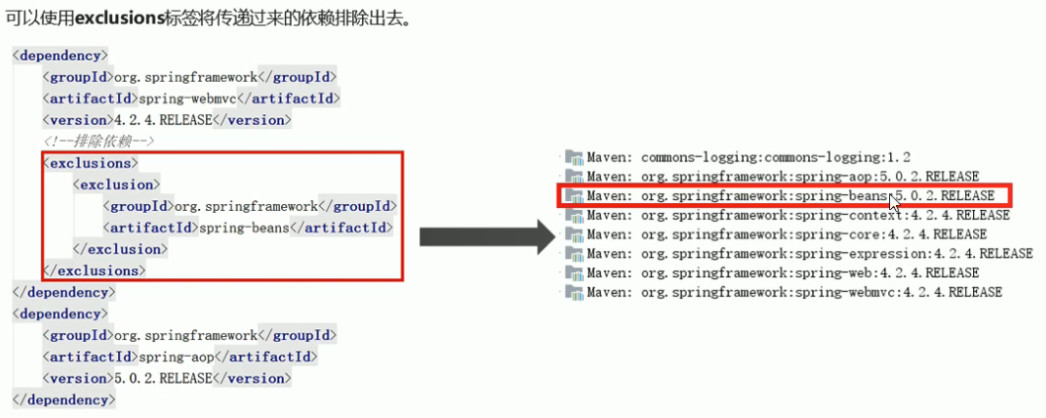 可以使用exclusions标签将传递过来的依赖排除出去。
<dependency>
<groupId>org.springframework</groupId>
<artifactId>spring-webmvc</artifactId>
<version>4.2.4.RELEASE</version>
<!--排除依赖-->
<exclusions>
<exclusion>
<groupId>org.springframework</groupId>
<artifactId>spring-beans</artifactId>
</exclusion>
</exclusions>
</dependency>
<dependency>
<groupId>org.springframework</groupId>
<artifactId>spring-aop</artifactId>
<version>5.0.2.RELEASE</version>
</dependency>
Maven: commons-logging:commons-logging:1.2
Maven: org.springframework:spring-aop:5.0.2.RELEASE
Maven: org.springframework:spring-beans:5.0.2.RELEASE
Maven: org.springframework:spring-context:4.2.4.RELEASE
Maven: org.springframework:spring-core:4.2.4.RELEASE
Maven: org.springframework:spring-expression:4.2.4.RELEASE
Maven: org.springframework:spring-web:4.2.4.RELEASE
Maven: org.springframework:spring-webmvc:4.2.4.RELEASE